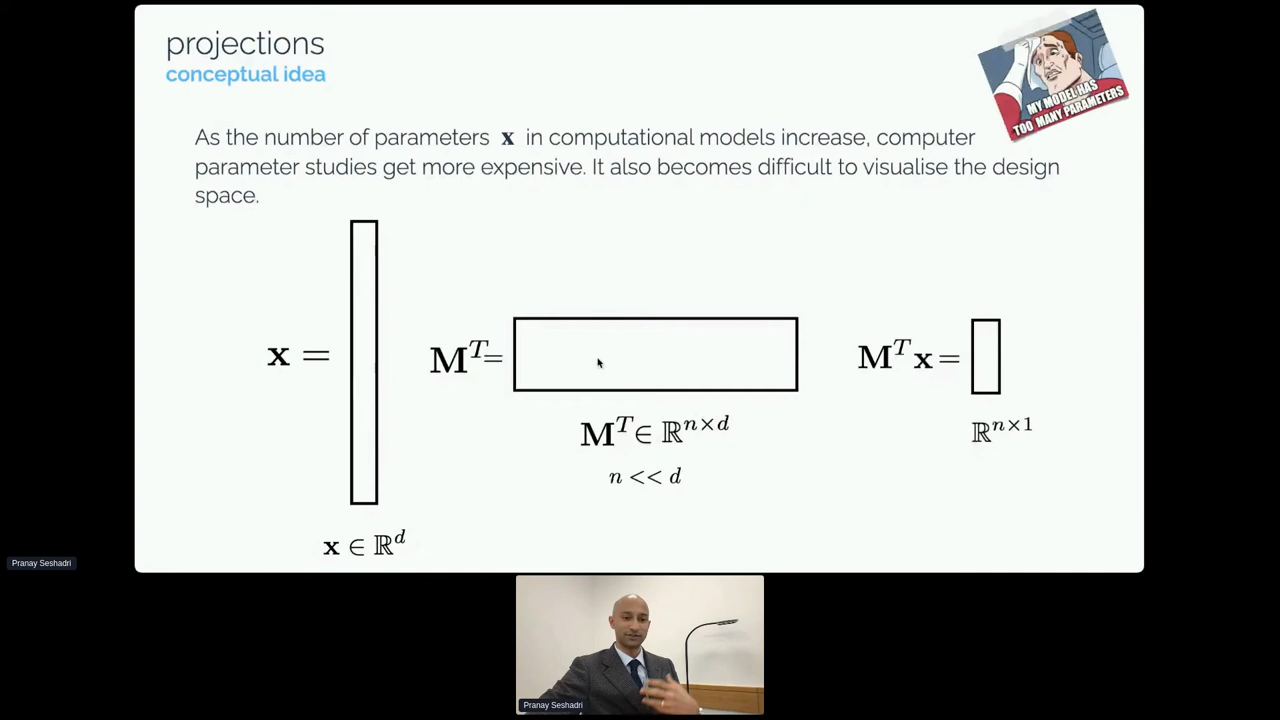 projections
conceptual idea
MY MODEL HAS
TOO MANY PARAMETERS
As the number of parameters x in computational models increase, computer
parameter studies get more expensive. It also becomes difficult to visualise the design
space.
x =
M^T =
M^T x =
M^T ∈ ℝ^{n×d}
ℝ^{n×1}
n << d
x ∈ ℝ^d
Pranay Seshadri
Pranay Seshadri